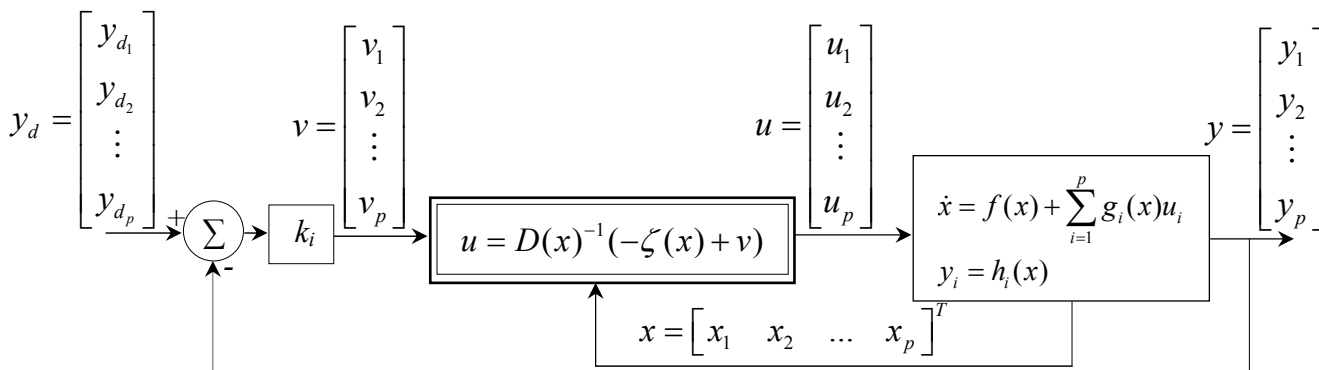 y_d = [y_{d_1} y_{d_2} ⋮ y_{d_p}]
v = [v_1 v_2 ⋮ v_p]
u = [u_1 u_2 ⋮ u_p]
y = [y_1 y_2 ⋮ y_p]
+
Σ
-
k_i
u = D(x)^{-1}(-ζ(x) + v)
ẋ = f(x) + ∑_{i=1}^{p} g_i(x)u_i
y_i = h_i(x)
x = [x_1 x_2 ... x_p]^T